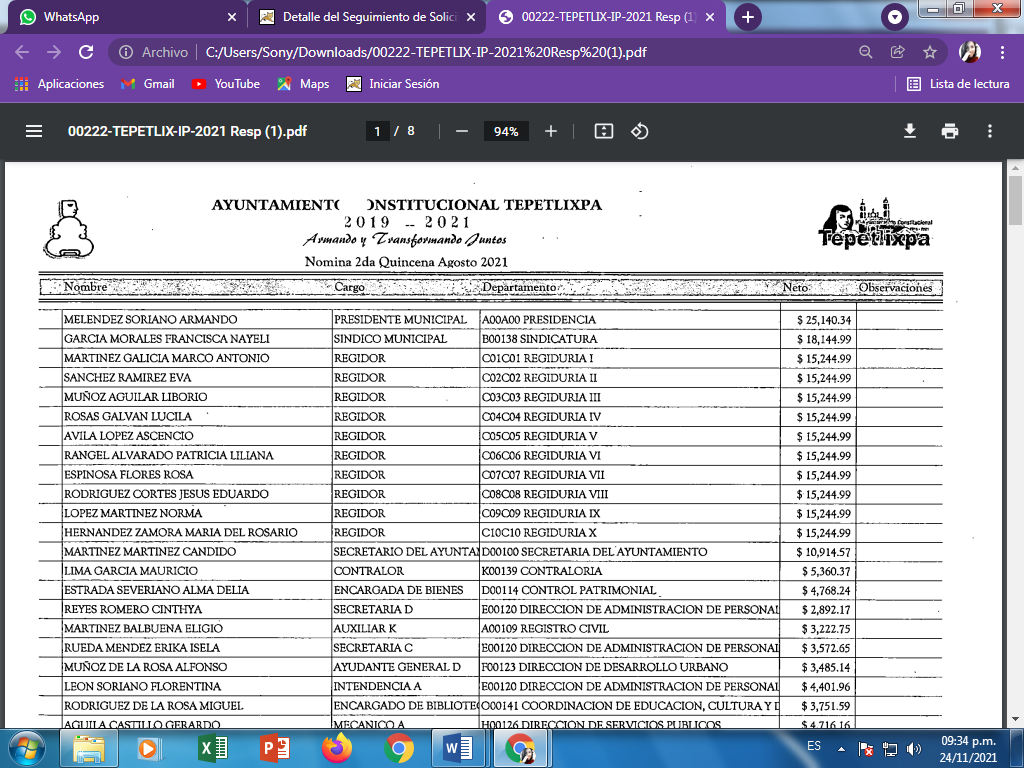 WhatsApp
Detalle del Seguimiento de Solici
00222-TEPETLIX-IP-2021 Resp (1)
Archivo C:/Users/Sony/Downloads/00222-TEPETLIX-IP-2021%20Resp%20(1).pdf
Aplicaciones Gmail YouTube Maps Iniciar Sesión Lista de lectura
00222-TEPETLIX-IP-2021 Resp (1).pdf 1 / 8 94%
AYUNTAMIENTO ONSTITUCIONAL TEPETLIXPA
2019 -- 2021
Armando y Transformando Juntos
Nomina 2da Quincena Agosto 2021
Tepetlixpa
Nombre Cargo Departamento Neto Observaciones
MELENDEZ SORIANO ARMANDO PRESIDENTE MUNICIPAL A00A00 PRESIDENCIA $ 25,140.34
GARCIA MORALES FRANCISCA NAYELI SINDICO MUNICIPAL B00138 SINDICATURA $ 18,144.99
MARTINEZ GALICIA MARCO ANTONIO REGIDOR C01C01 REGIDURIA I $ 15,244.99
SANCHEZ RAMIREZ EVA REGIDOR C02C02 REGIDURIA II $ 15,244.99
MUÑOZ AGUILAR LIBORIO REGIDOR C03C03 REGIDURIA III $ 15,244.99
ROSAS GALVAN LUCILA REGIDOR C04C04 REGIDURIA IV $ 15,244.99
AVILA LOPEZ ASCENCIO REGIDOR C05C05 REGIDURIA V $ 15,244.99
RANGEL ALVARADO PATRICIA LILIANA REGIDOR C06C06 REGIDURIA VI $ 15,244.99
ESPINOSA FLORES ROSA REGIDOR C07C07 REGIDURIA VII $ 15,244.99
RODRIGUEZ CORTES JESUS EDUARDO REGIDOR C08C08 REGIDURIA VIII $ 15,244.99
LOPEZ MARTINEZ NORMA REGIDOR C09C09 REGIDURIA IX $ 15,244.99
HERNANDEZ ZAMORA MARIA DEL ROSARIO REGIDOR C10C10 REGIDURIA X $ 15,244.99
MARTINEZ MARTINEZ CANDIDO SECRETARIO DEL AYUNTAI D00100 SECRETARIA DEL AYUNTAMIENTO $ 10,914.57
LIMA GARCIA MAURICIO CONTRALOR K00139 CONTRALORIA $ 5,360.37
ESTRADA SEVERIANO ALMA DELIA ENCARGADA DE BIENES D00114 CONTROL PATRIMONIAL $ 4,768.24
REYES ROMERO CINTHYA SECRETARIA D E00120 DIRECCION DE ADMINISTRACION DE PERSONAL $ 2,892.17
MARTINEZ BALBUENA ELIGIO AUXILIAR K A00109 REGISTRO CIVIL $ 3,222.75
RUEDA MENDEZ ERIKA ISELA SECRETARIA C E00120 DIRECCION DE ADMINISTRACION DE PERSONAL $ 3,572.65
MUÑOZ DE LA ROSA ALFONSO AYUDANTE GENERAL D F00123 DIRECCION DE DESARROLLO URBANO $ 3,485.14
LEON SORIANO FLORENTINA INTENDENCIA A E00120 DIRECCION DE ADMINISTRACION DE PERSONAL $ 4,401.96
RODRIGUEZ DE LA ROSA MIGUEL ENCARGADO DE BIBLIOTE O00141 COORDINACION DE EDUCACION, CULTURA Y D $ 3,751.59
AGUILA CASTILLO GERARDO MECANICO A H00126 DIRECCION DE SERVICIOS PUBLICOS $ 4,716.16
ES 09:34 p.m.
24/11/2021